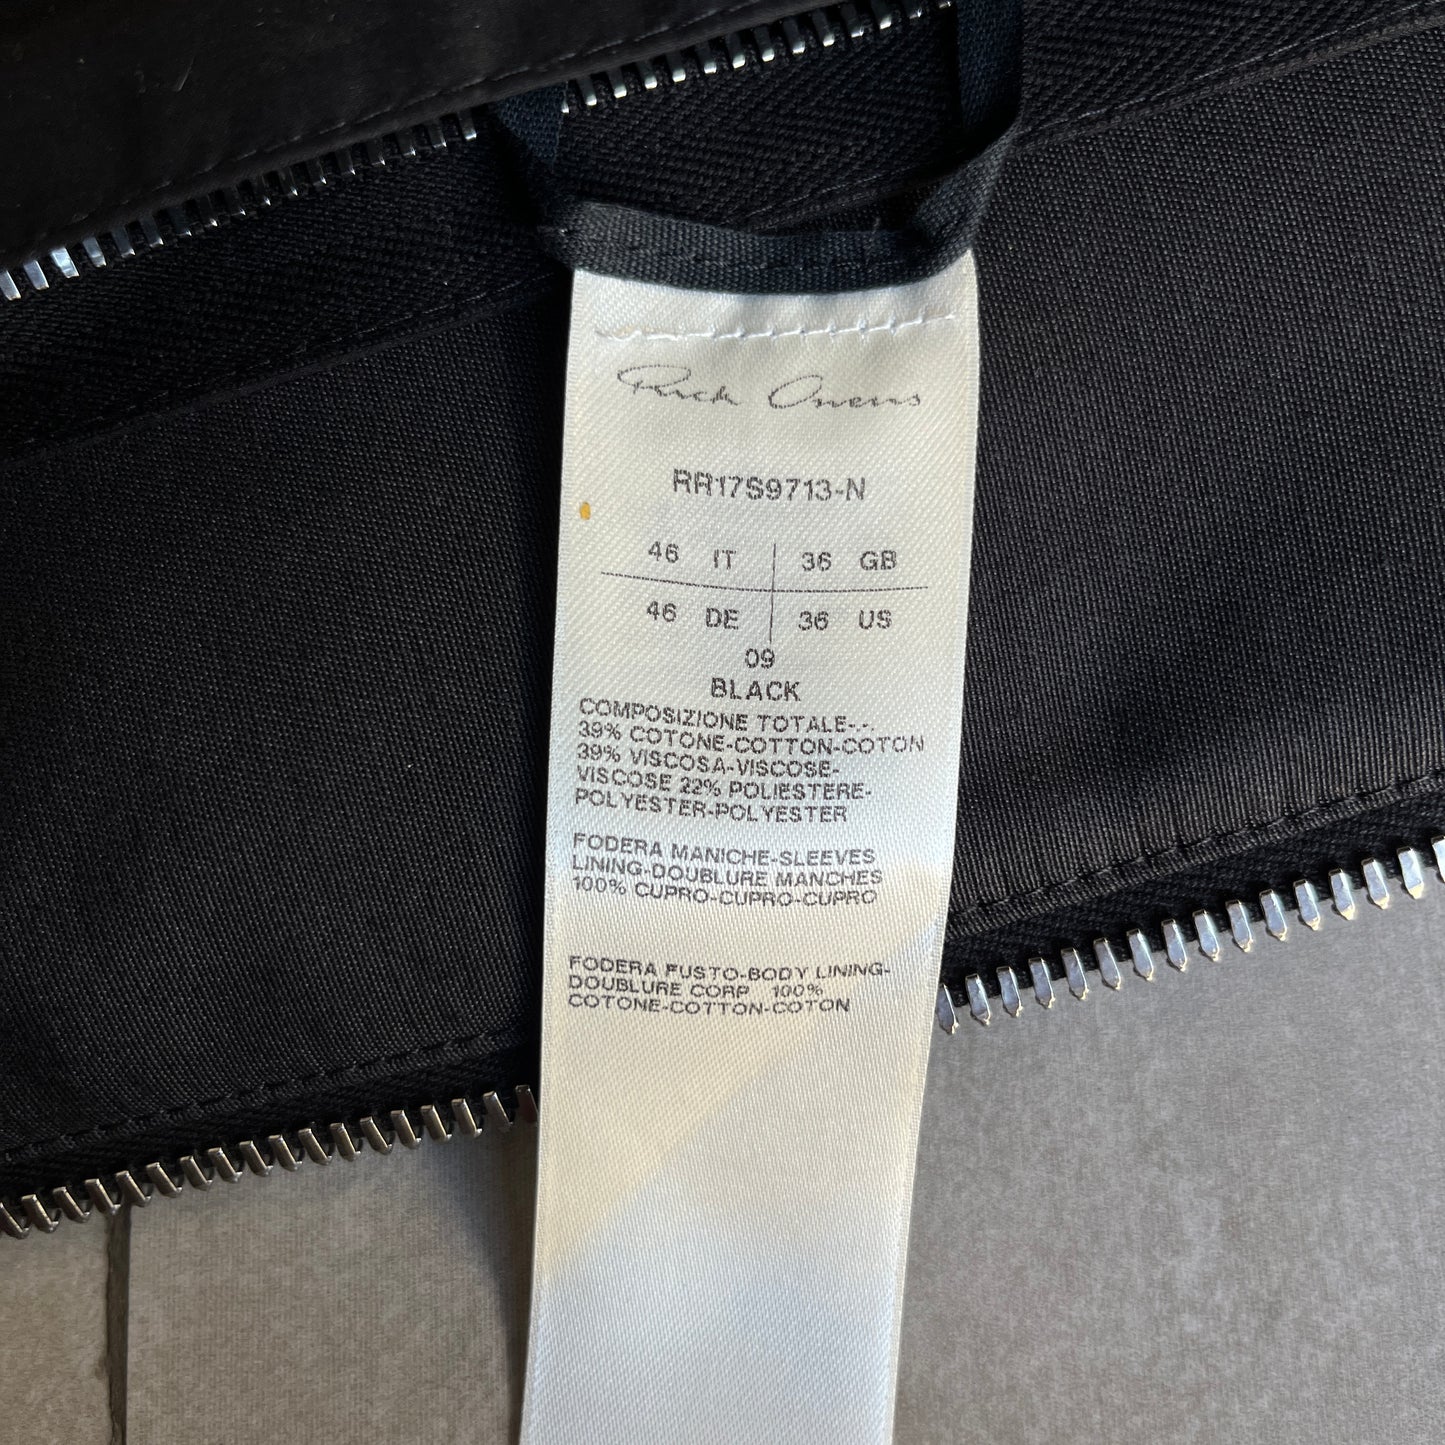 Rick Owens
RR17S9713-N
46 IT 36 GB
46 DE 36 US
09
BLACK
COMPOSIZIONE TOTALE-.-.
39% COTONE-COTTON-COTON
39% VISCOSA-VISCOSE-
VISCOSE 22% POLIESTERE-
POLYESTER-POLYESTER
FODERA MANICHE-SLEEVES
LINING-DOUBLURE MANCHES
100% CUPRO-CUPRO-CUPRO
FODERA FUSTO-BODY LINING-
DOUBLURE CORP 100%
COTONE-COTTON-COTON